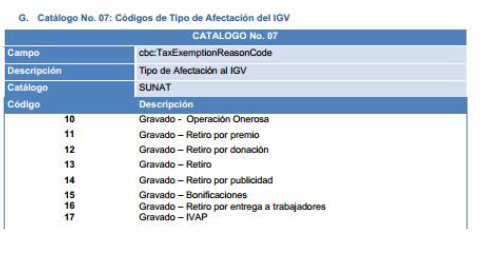 G. Catálogo No. 07: Códigos de Tipo de Afectación del IGV
CATALOGO No. 07
Campo cbc:TaxExemptionReasonCode
Descripción Tipo de Afectación al IGV
Catálogo SUNAT
Código Descripción
10 Gravado - Operación Onerosa
11 Gravado – Retiro por premio
12 Gravado – Retiro por donación
13 Gravado – Retiro
14 Gravado – Retiro por publicidad
15 Gravado – Bonificaciones
16 Gravado – Retiro por entrega a trabajadores
17 Gravado – IVAP